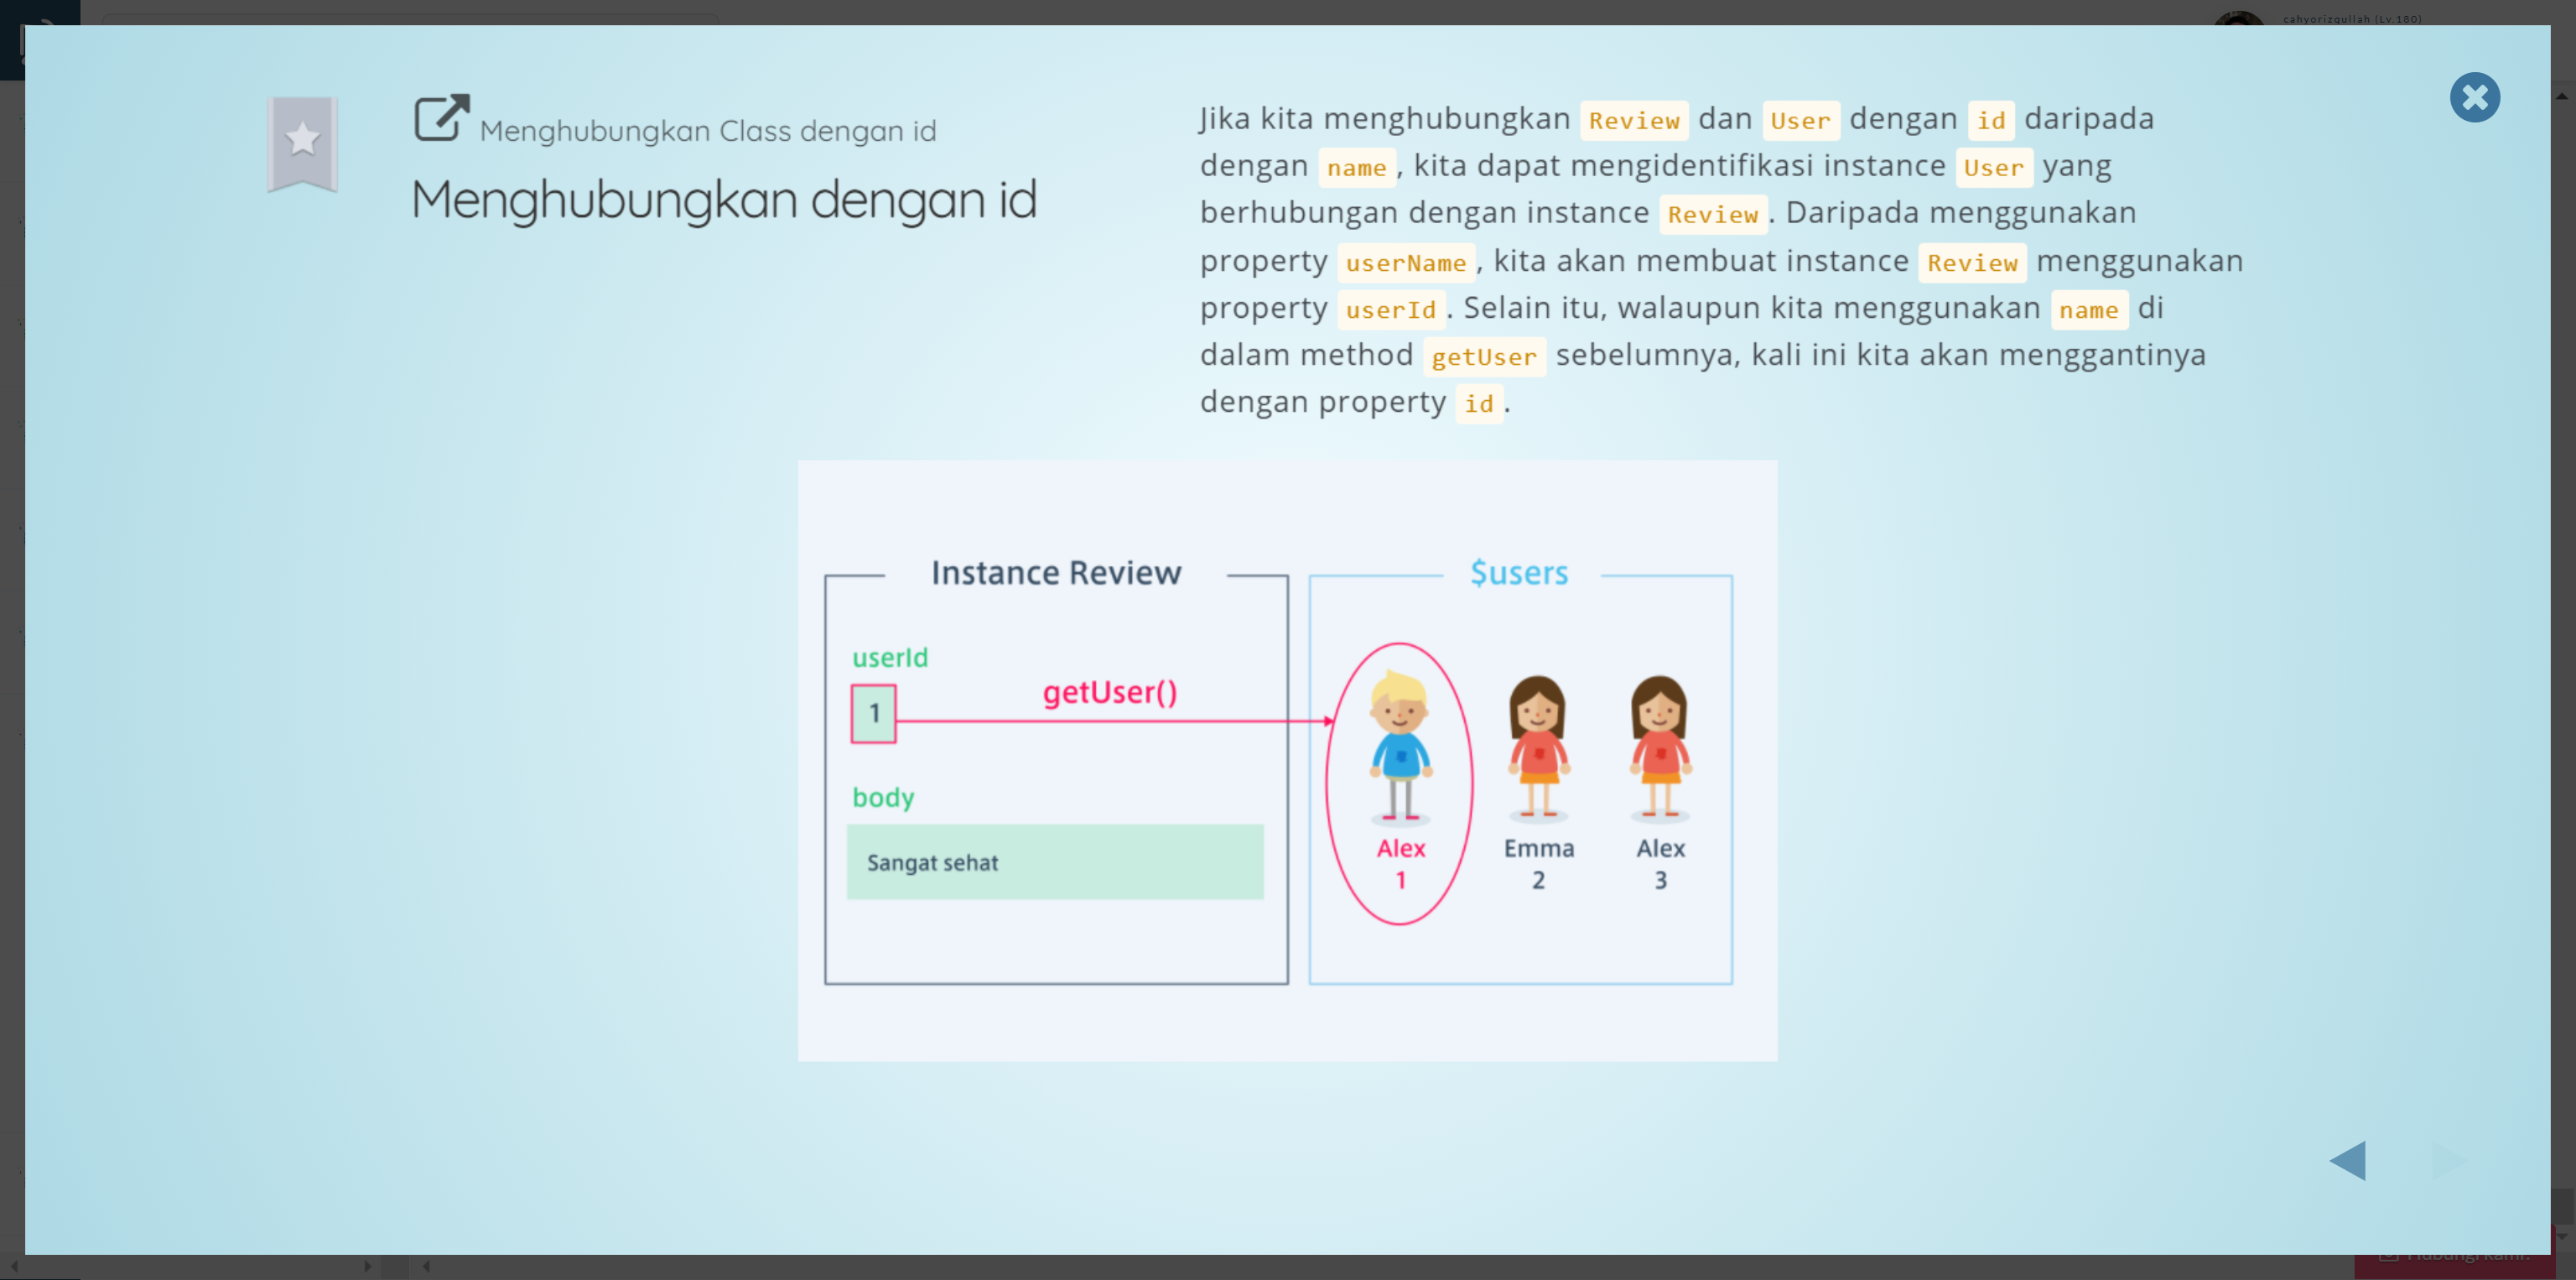 cahyorizqullah (Lv.180)
Menghubungkan Class dengan id
Menghubungkan dengan id
Jika kita menghubungkan Review dan User dengan id daripada
dengan name, kita dapat mengidentifikasi instance User yang
berhubungan dengan instance Review. Daripada menggunakan
property userName, kita akan membuat instance Review menggunakan
property userId. Selain itu, walaupun kita menggunakan name di
dalam method getUser sebelumnya, kali ini kita akan menggantinya
dengan property id.
Instance Review
$users
userId
1
getUser()
body
Sangat sehat
Alex
1
Emma
2
Alex
3
Hubungi kami!